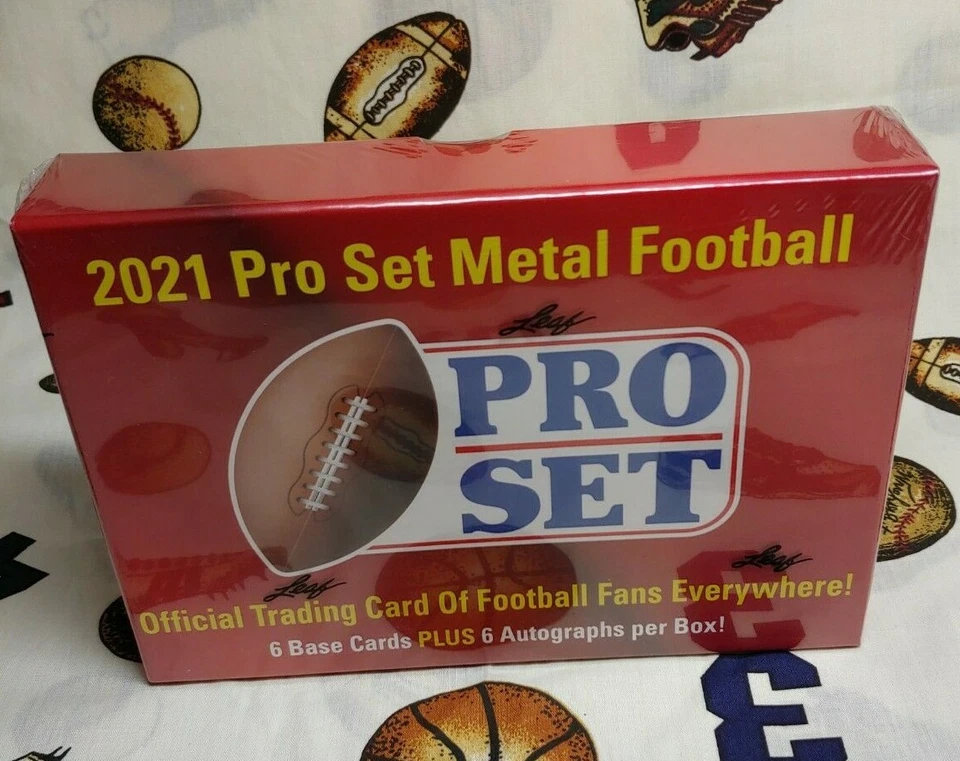 2021 Pro Set Metal Football
Leaf
PRO
SET
Leaf
Leaf
Official Trading Card Of Football Fans Everywhere!
6 Base Cards PLUS 6 Autographs per Box!
3